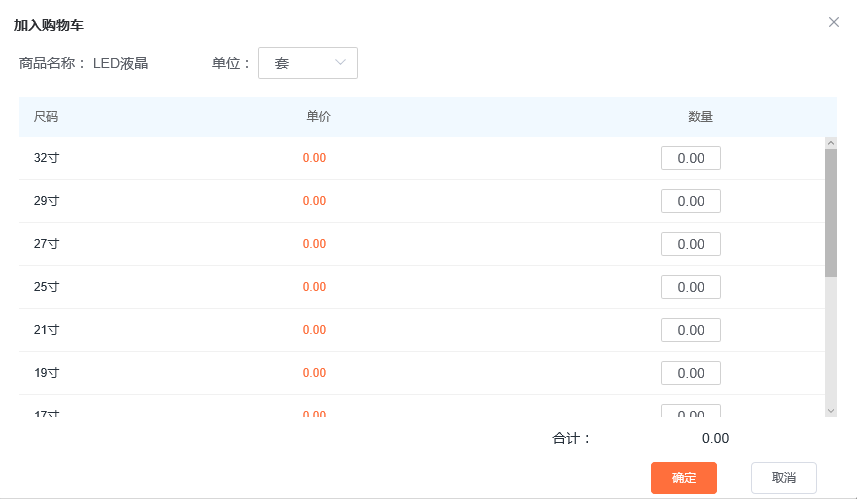 加入购物车
商品名称： LED液晶 单位： 套
尺码 单价 数量
32寸 0.00 0.00
29寸 0.00 0.00
27寸 0.00 0.00
25寸 0.00 0.00
21寸 0.00 0.00
19寸 0.00 0.00
17寸 0.00 0.00
合计： 0.00
确定 取消